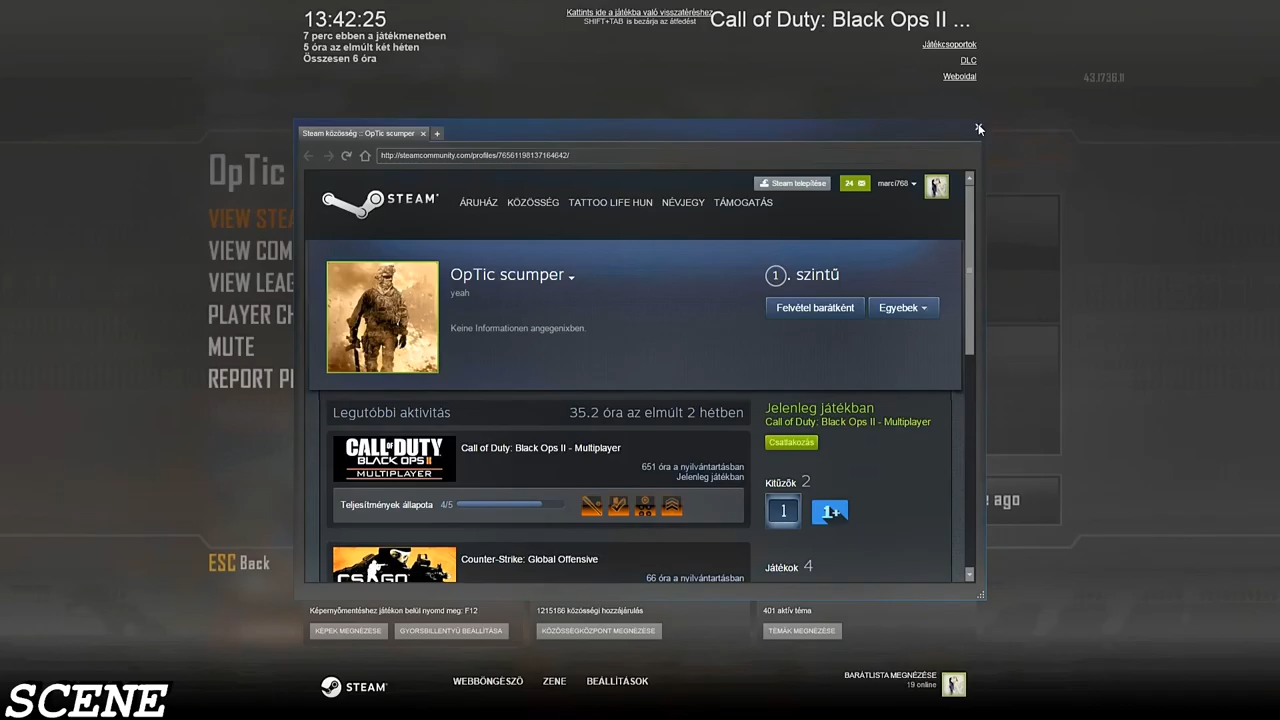 13:42:25
7 perc ebben a játékmenetben
5 óra az elmúlt két héten
Összesen 6 óra
Kattints ide a játékba való visszatéréshez
SHIFT+TAB is bezárja az átfedést
Call of Duty: Black Ops II ...
Játékcsoportok
DLC
Weboldal
43.1736.11
Steam közösség :: OpTic scumper
http://steamcommunity.com/profiles/76561198137164642/
OpTic
VIEW STEA
VIEW COM
VIEW LEAG
PLAYER CH
MUTE
REPORT P
STEAM
Steam telepítése
24
marci768
ÁRUHÁZ KÖZÖSSÉG TATTOO LIFE HUN NÉVJEGY TÁMOGATÁS
OpTic scumper
yeah
Keine Informationen angegenixben.
1 . szintű
Felvétel barátként
Egyebek
Legutóbbi aktivitás 35.2 óra az elmúlt 2 hétben
CALL OF DUTY
BLACK OPS II
MULTIPLAYER
Call of Duty: Black Ops II - Multiplayer
651 óra a nyilvántartásban
Jelenleg játékban
Teljesítmények állapota 4/5
Jelenleg játékban
Call of Duty: Black Ops II - Multiplayer
Csatlakozás
Kitűzők 2
1
1+
e ago
CS:GO
Counter-Strike: Global Offensive
66 óra a nyilvántartásban
Játékok 4
ESC Back
Képernyőmentéshez játékon belül nyomd meg: F12
KÉPEK MEGNÉZÉSE
GYORSBILLENTYŰ BEÁLLÍTÁSA
1215186 közösségi hozzájárulás
KÖZÖSSÉGKÖZPONT MEGNÉZÉSE
401 aktív téma
TÉMÁK MEGNÉZÉSE
STEAM
WEBBÖNGÉSZŐ ZENE BEÁLLÍTÁSOK
BARÁTLISTA MEGNÉZÉSE
19 online
SCENE